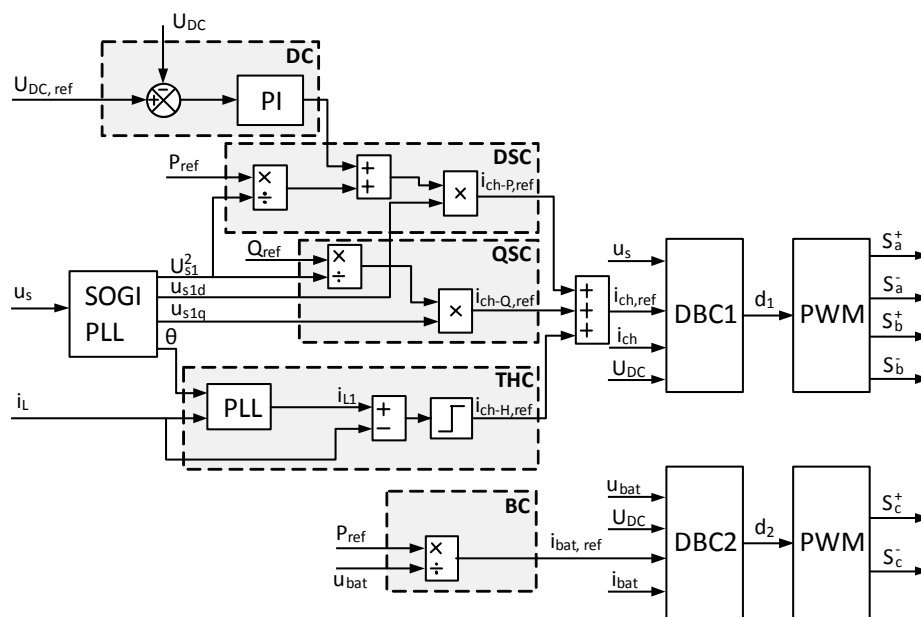 U_DC
DC
U_DC, ref
−
+
PI
DSC
P_ref
×
÷
+
+
×
i_ch-P,ref
QSC
Q_ref
×
÷
×
i_ch-Q,ref
u_s
SOGI
PLL
U_s1^2
u_s1d
u_s1q
θ
THC
i_L
PLL
i_L1
+
−
i_ch-H,ref
+
+
+
i_ch,ref
u_s
i_ch
U_DC
DBC1
d_1
PWM
S_a^+
S_a^-
S_b^+
S_b^-
BC
P_ref
u_bat
×
÷
i_bat, ref
u_bat
U_DC
i_bat
DBC2
d_2
PWM
S_c^+
S_c^-